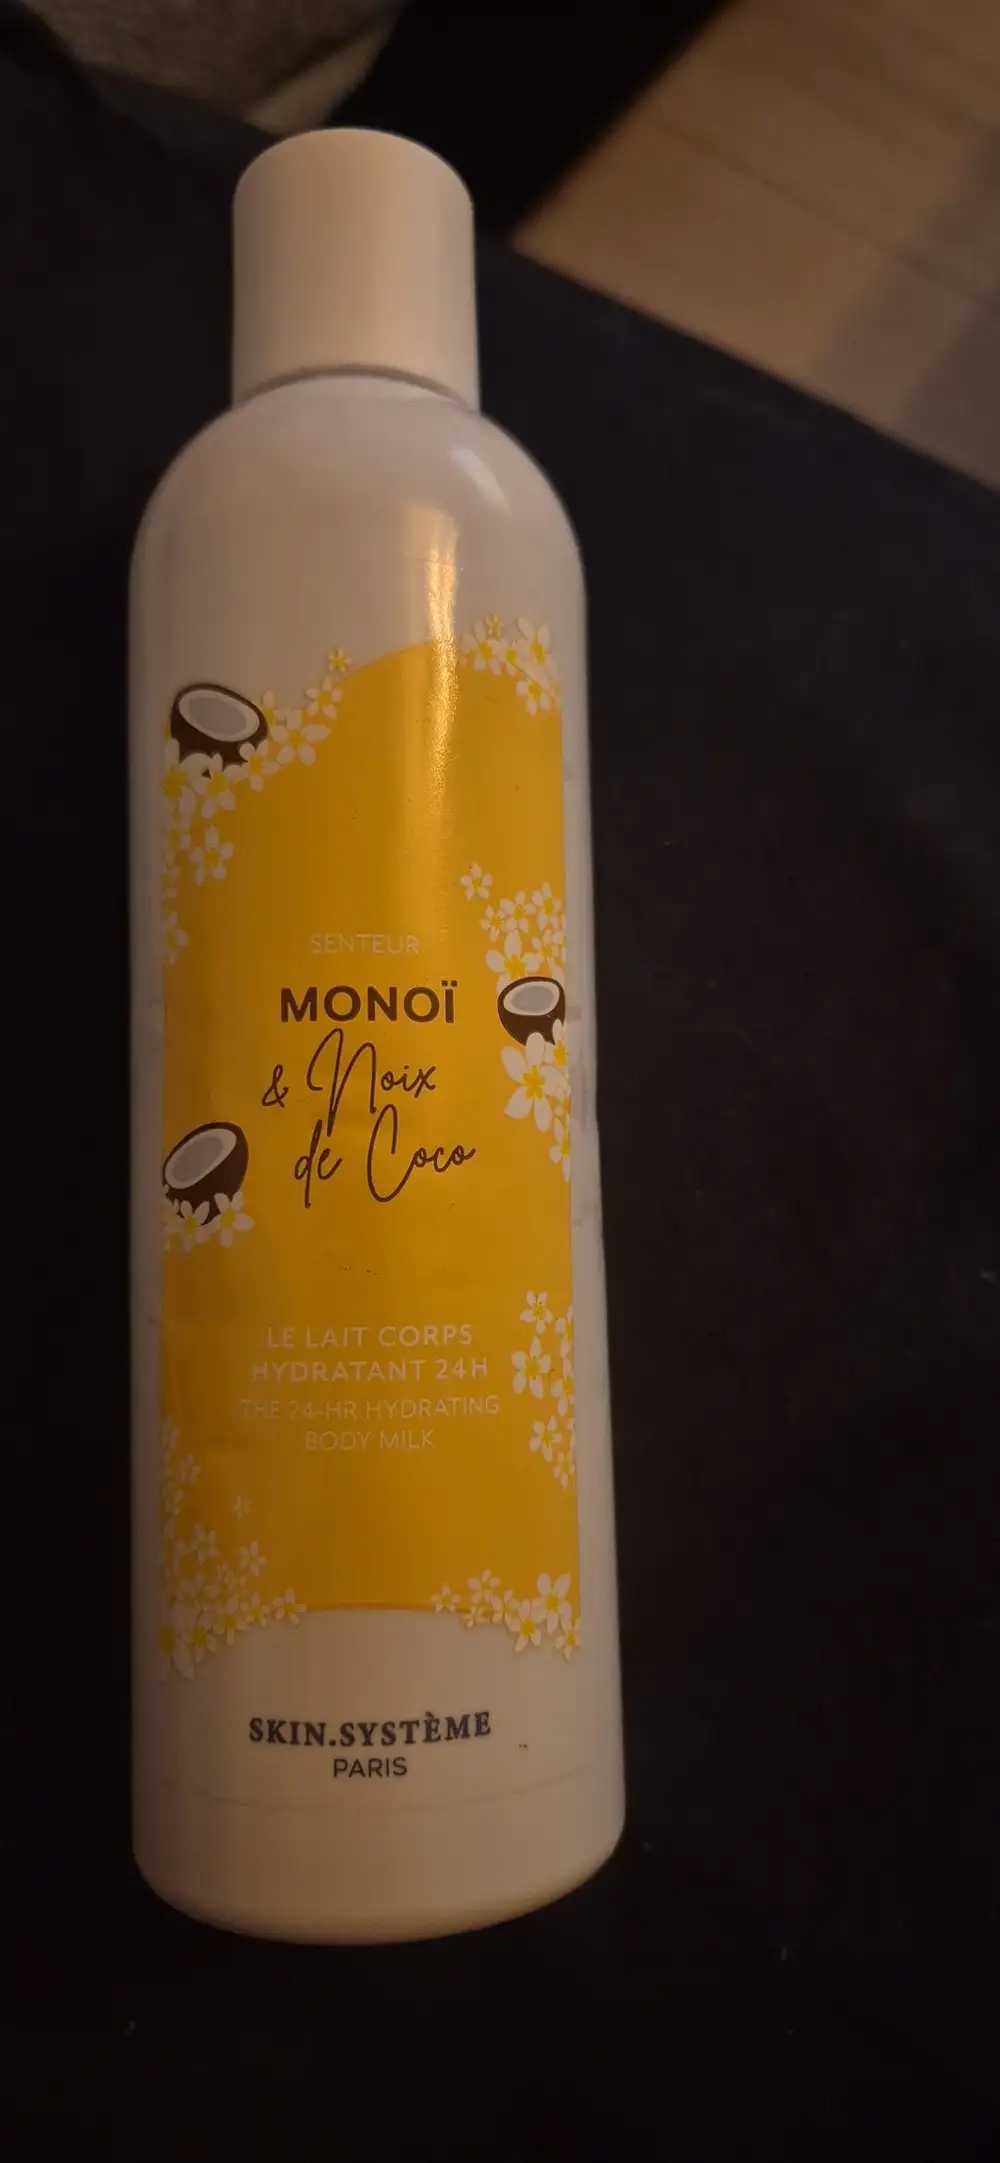 SENTEUR
MONOÏ
& Noix
de Coco
LE LAIT CORPS
HYDRATANT 24H
THE 24-HR HYDRATING
BODY MILK
SKIN.SYSTÈME
PARIS